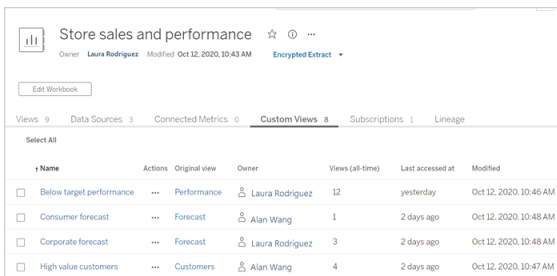 Store sales and performance
Owner Laura Rodriguez Modified Oct 12, 2020, 10:43 AM Encrypted Extract
Edit Workbook
Views 9 Data Sources 3 Connected Metrics 0 Custom Views 8 Subscriptions 1 Lineage
Select All
↑ Name Actions Original view Owner Views (all-time) Last accessed at Modified
Below target performance ... Performance Laura Rodriguez 12 yesterday Oct 12, 2020, 10:46 AM
Consumer forecast ... Forecast Alan Wang 1 2 days ago Oct 12, 2020, 10:48 AM
Corporate forecast ... Forecast Laura Rodriguez 3 2 days ago Oct 12, 2020, 10:48 AM
High value customers ... Customers Alan Wang 4 2 days ago Oct 12, 2020, 10:47 AM